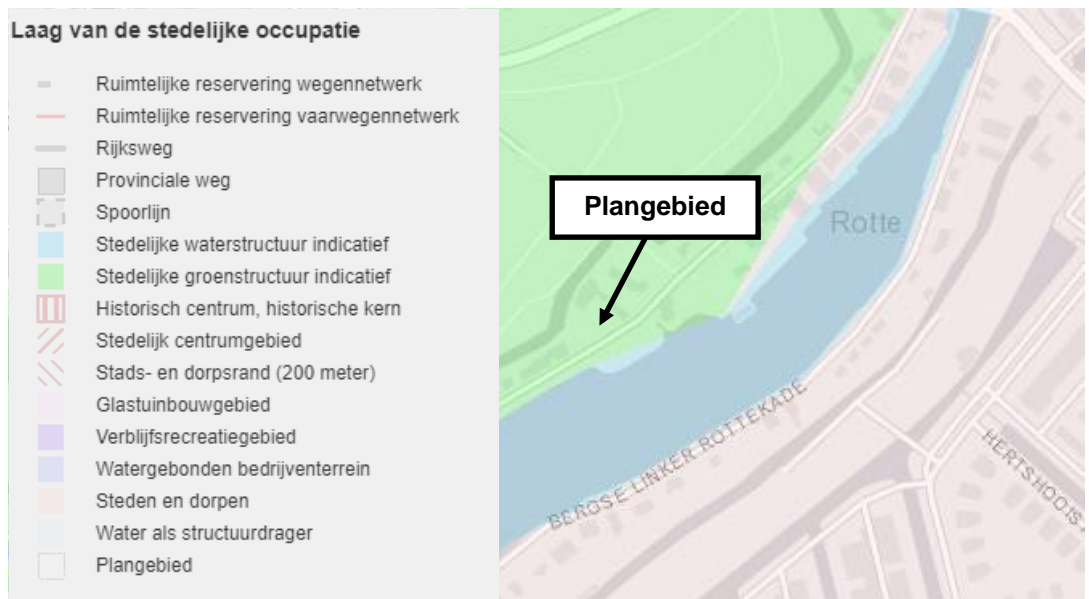 Laag van de stedelijke occupatie
Ruimtelijke reservering wegennetwerk
Ruimtelijke reservering vaarwegennetwerk
Rijksweg
Provinciale weg
Spoorlijn
Stedelijke waterstructuur indicatief
Stedelijke groenstructuur indicatief
Historisch centrum, historische kern
Stedelijk centrumgebied
Stads- en dorpsrand (200 meter)
Glastuinbouwgebied
Verblijfsrecreatiegebied
Watergebonden bedrijventerrein
Steden en dorpen
Water als structuurdrager
Plangebied
Plangebied
Rotte
BERGSE LINKER ROTTEKADE